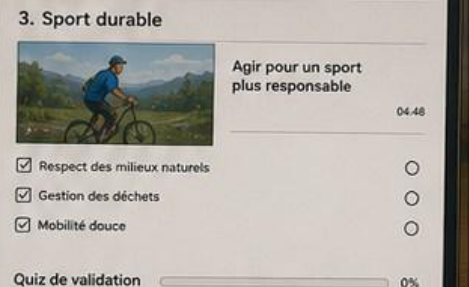 3. Sport durable
Agir pour un sport
plus responsable
04.48
Respect des milieux naturels
Gestion des déchets
Mobilité douce
Quiz de validation 0%